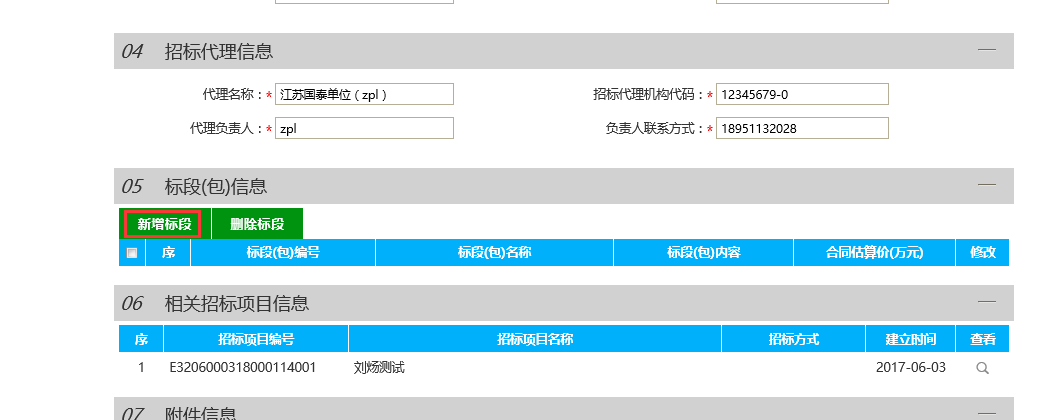 04 招标代理信息
代理名称：* 江苏国泰单位（zpl） 招标代理机构代码：* 12345679-0
代理负责人：* zpl 负责人联系方式：* 18951132028
05 标段(包)信息
新增标段 删除标段
序 标段(包)编号 标段(包)名称 标段(包)内容 合同估算价(万元) 修改
06 相关招标项目信息
序 招标项目编号 招标项目名称 招标方式 建立时间 查看
1 E3206000318000114001 刘炀测试 2017-06-03
07 附件信息